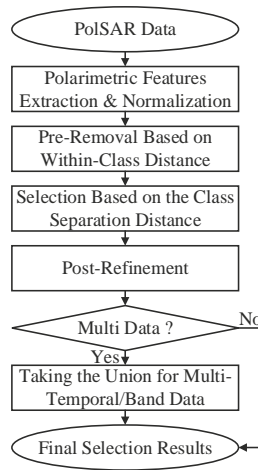 PolSAR Data
Polarimetric Features
Extraction & Normalization
Pre-Removal Based on
Within-Class Distance
Selection Based on the Class
Separation Distance
Post-Refinement
Multi Data ?
No
Yes
Taking the Union for Multi-
Temporal/Band Data
Final Selection Results